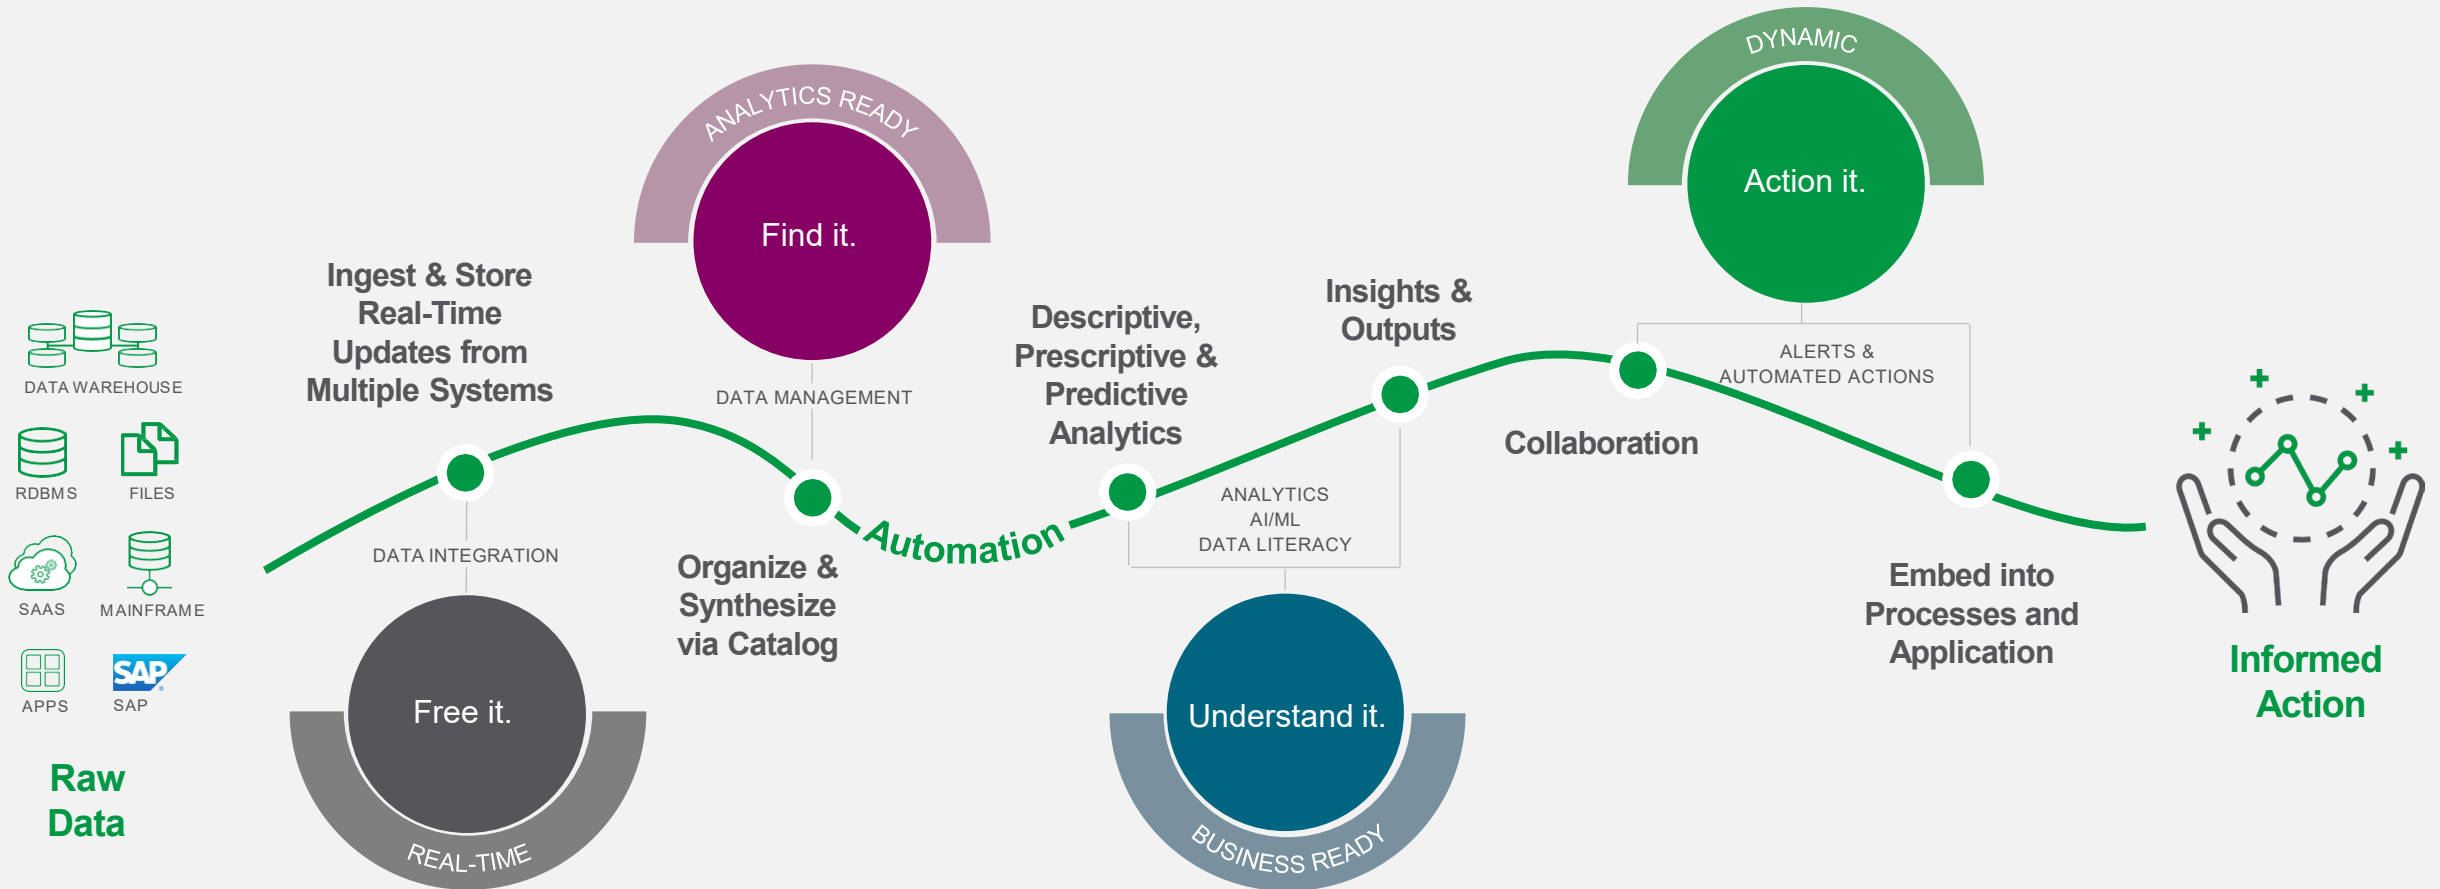 DATA WAREHOUSE
RDBMS
FILES
SAAS
MAINFRAME
APPS
SAP
SAP
Raw
Data
Ingest & Store
Real-Time
Updates from
Multiple Systems
DATA INTEGRATION
Free it.
REAL-TIME
ANALYTICS READY
Find it.
DATA MANAGEMENT
Organize &
Synthesize
via Catalog
Automation
Descriptive,
Prescriptive &
Predictive
Analytics
Insights &
Outputs
ANALYTICS
AI/ML
DATA LITERACY
Understand it.
BUSINESS READY
DYNAMIC
Action it.
ALERTS &
AUTOMATED ACTIONS
Collaboration
Embed into
Processes and
Application
Informed
Action